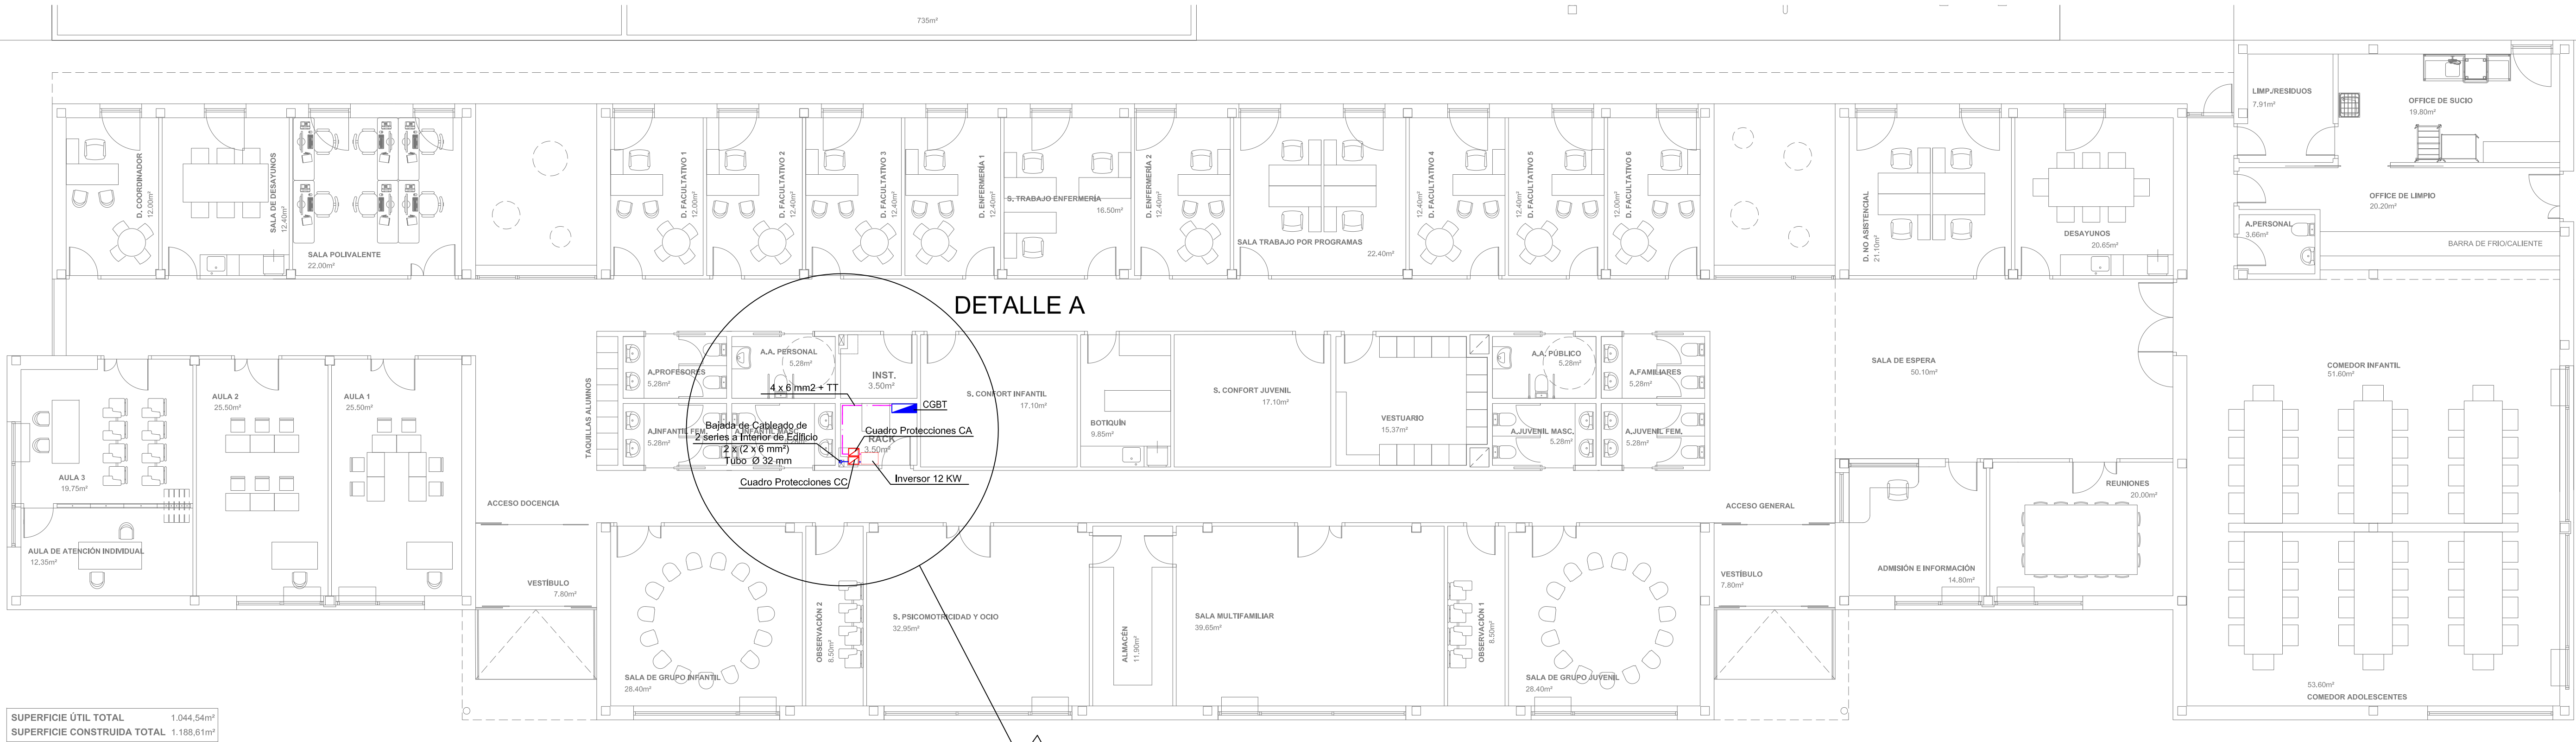 735m²
LIMP./RESIDUOS
7,91m²
OFFICE DE SUCIO
19.80m²
D. COORDINADOR
12.00m²
SALA DE DESAYUNOS
12.40m²
SALA POLIVALENTE
22.00m²
D. FACULTATIVO 1
12.00m²
D. FACULTATIVO 2
12.40m²
D. FACULTATIVO 3
12.40m²
D. ENFERMERÍA 1
12.40m²
S. TRABAJO ENFERMERÍA
16.50m²
D. ENFERMERÍA 2
12.40m²
SALA TRABAJO POR PROGRAMAS
22.40m²
12.40m²
D. FACULTATIVO 4
12.40m²
D. FACULTATIVO 5
12.00m²
D. FACULTATIVO 6
D. NO ASISTENCIAL
21.10m²
DESAYUNOS
20.65m²
OFFICE DE LIMPIO
20.20m²
A.PERSONAL
3,66m²
BARRA DE FRÍO/CALIENTE
DETALLE A
TAQUILLAS ALUMNOS
A.PROFESORES
5,28m²
A.A. PERSONAL
5,28m²
INST.
3.50m²
4 x 6 mm2 + TT
CGBT
A.INFANTIL FEM.
5,28m²
A.INFANTIL MASC.
Bajada de Cableado de
2 series a Interior de Edificio
2 x (2 x 6 mm²)
Tubo Ø 32 mm
Cuadro Protecciones CA
RACK
3.50m²
Cuadro Protecciones CC
Inversor 12 KW
S. CONFORT INFANTIL
17,10m²
BOTIQUÍN
9.85m²
S. CONFORT JUVENIL
17,10m²
VESTUARIO
15,37m²
A.A. PÚBLICO
5,28m²
A.FAMILIARES
5,28m²
A.JUVENIL MASC.
5.28m²
A.JUVENIL FEM.
5,28m²
SALA DE ESPERA
50.10m²
COMEDOR INFANTIL
51.60m²
AULA 2
25,50m²
AULA 1
25,50m²
AULA 3
19,75m²
AULA DE ATENCIÓN INDIVIDUAL
12,35m²
ACCESO DOCENCIA
ACCESO GENERAL
VESTÍBULO
7.80m²
REUNIONES
20,00m²
ADMISIÓN E INFORMACIÓN
14,80m²
VESTÍBULO
7.80m²
SALA DE GRUPO INFANTIL
28.40m²
OBSERVACIÓN 2
8.50m²
S. PSICOMOTRICIDAD Y OCIO
32.95m²
ALMACÉN
11,90m²
SALA MULTIFAMILIAR
39,65m²
OBSERVACIÓN 1
8.50m²
SALA DE GRUPO JUVENIL
28.40m²
53,60m²
COMEDOR ADOLESCENTES
SUPERFICIE ÚTIL TOTAL 1.044,54m²
SUPERFICIE CONSTRUIDA TOTAL 1.188,61m²